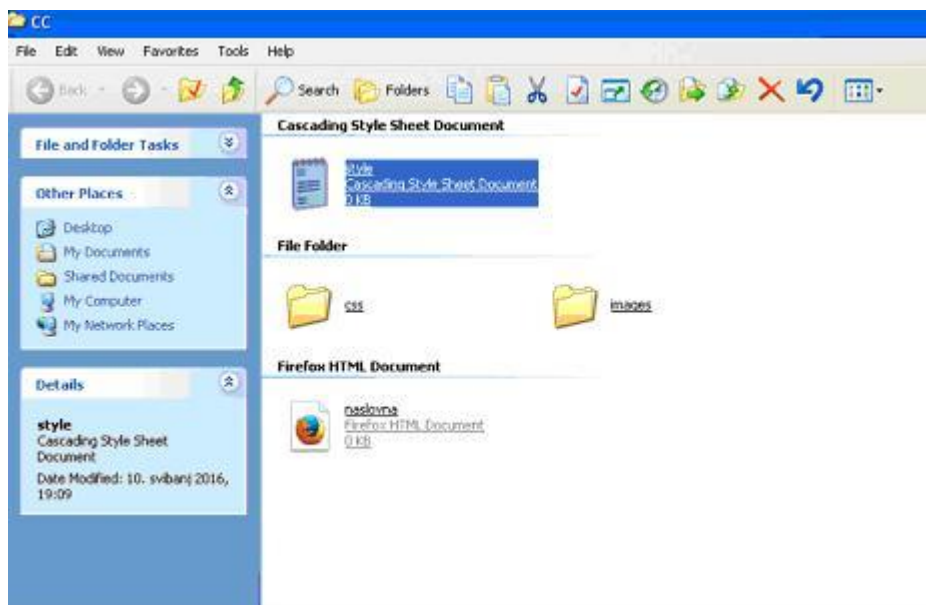 CC
File Edit View Favorites Tools Help
Back Search Folders
File and Folder Tasks
Other Places
Desktop
My Documents
Shared Documents
My Computer
My Network Places
Details
style
Cascading Style Sheet
Document
Date Modified: 10. svibanj 2016,
19:09
Cascading Style Sheet Document
style
Cascading Style Sheet Document
0 KB
File Folder
css images
Firefox HTML Document
naslovna
Firefox HTML Document
0 KB